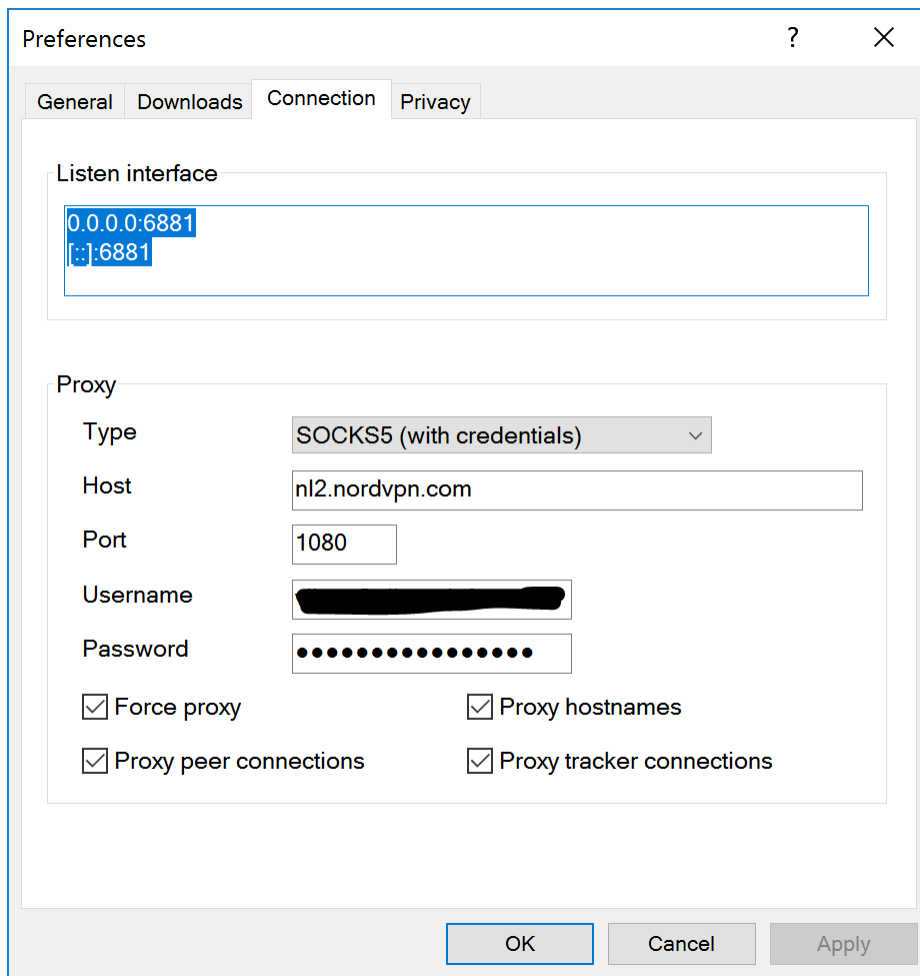 Preferences
?
General Downloads Connection Privacy
Listen interface
0.0.0.0:6881
[::]:6881
Proxy
Type SOCKS5 (with credentials)
Host nl2.nordvpn.com
Port 1080
Username
Password ●●●●●●●●●●●●●●●●
Force proxy Proxy hostnames
Proxy peer connections Proxy tracker connections
OK Cancel Apply